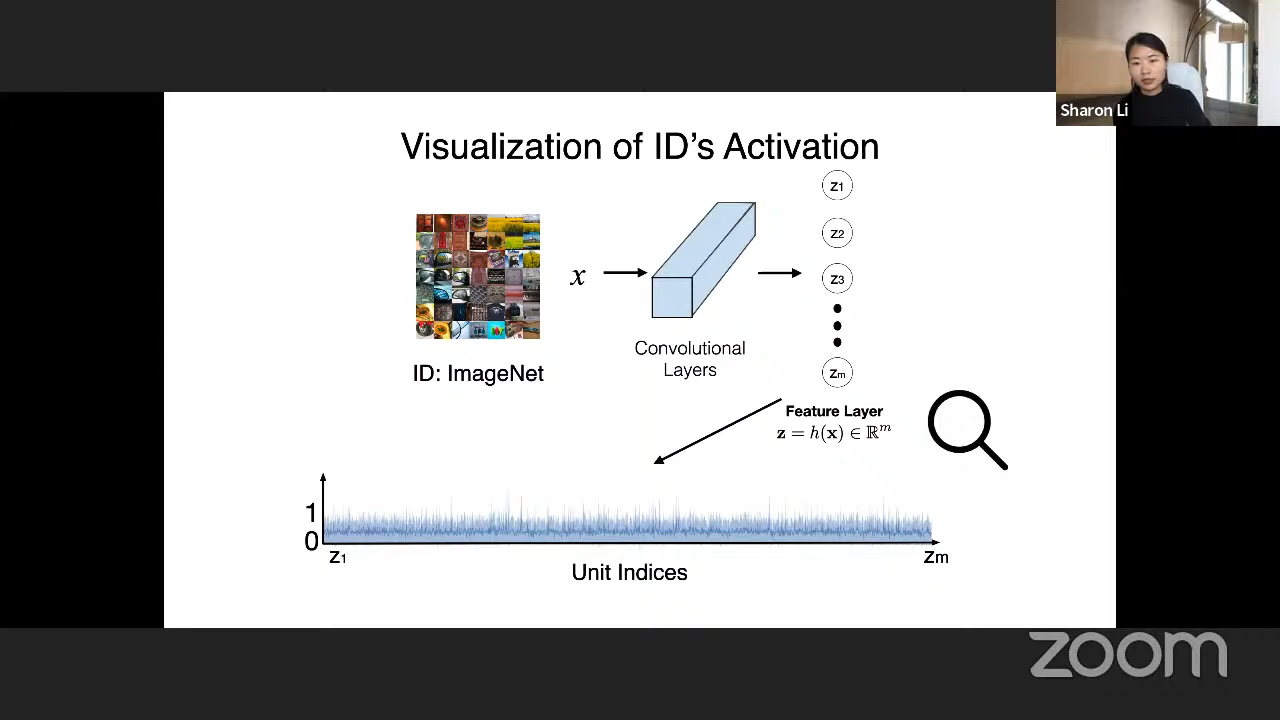 Sharon Li
Visualization of ID's Activation
z1
z2
z3
zm
x
Convolutional
Layers
ID: ImageNet
Feature Layer
z = h(x) ∈ ℝᵐ
1
0
z1
zm
Unit Indices
zoom